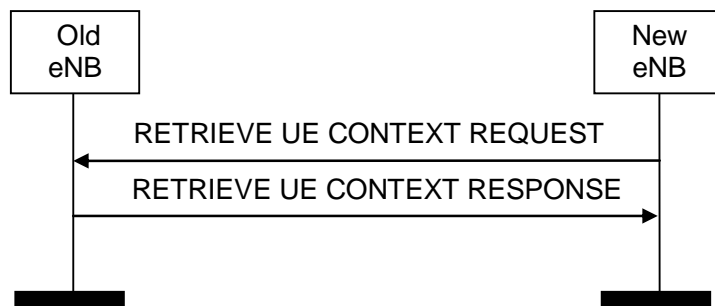 Old
eNB
New
eNB
RETRIEVE UE CONTEXT REQUEST
RETRIEVE UE CONTEXT RESPONSE